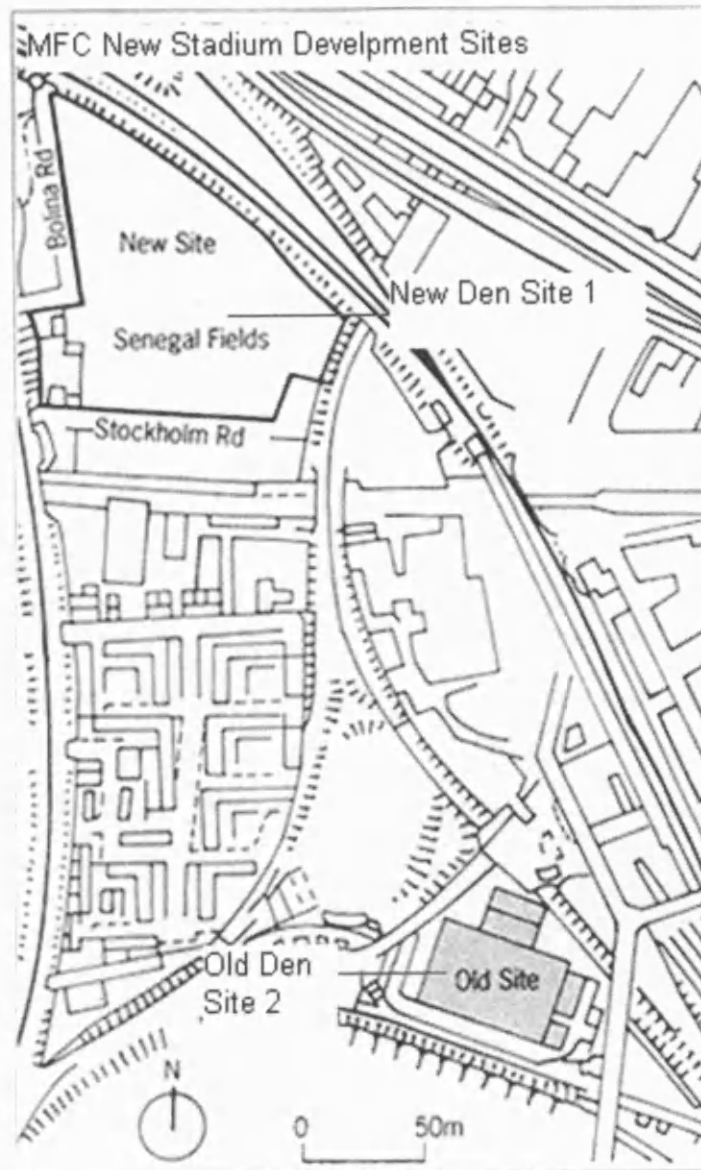 MFC New Stadium Develpment Sites
Bolina Rd
New Site
New Den Site 1
Senegal Fields
Stockholm Rd
Old Den
Site 2
Old Site
N
0 50m